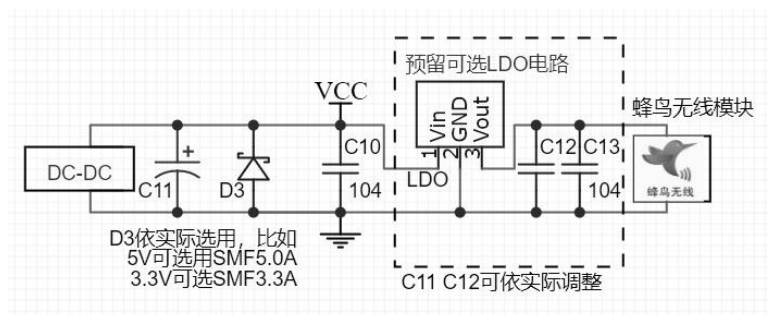 预留可选LDO电路
VCC
蜂鸟无线模块
Vin
GND
Vout
C10
C12
C13
1
2
3
DC-DC
+
C11
D3
104
LDO
104
蜂鸟无线
D3依实际选用，比如
5V可选用SMF5.0A
3.3V可选SMF3.3A
C11 C12可依实际调整